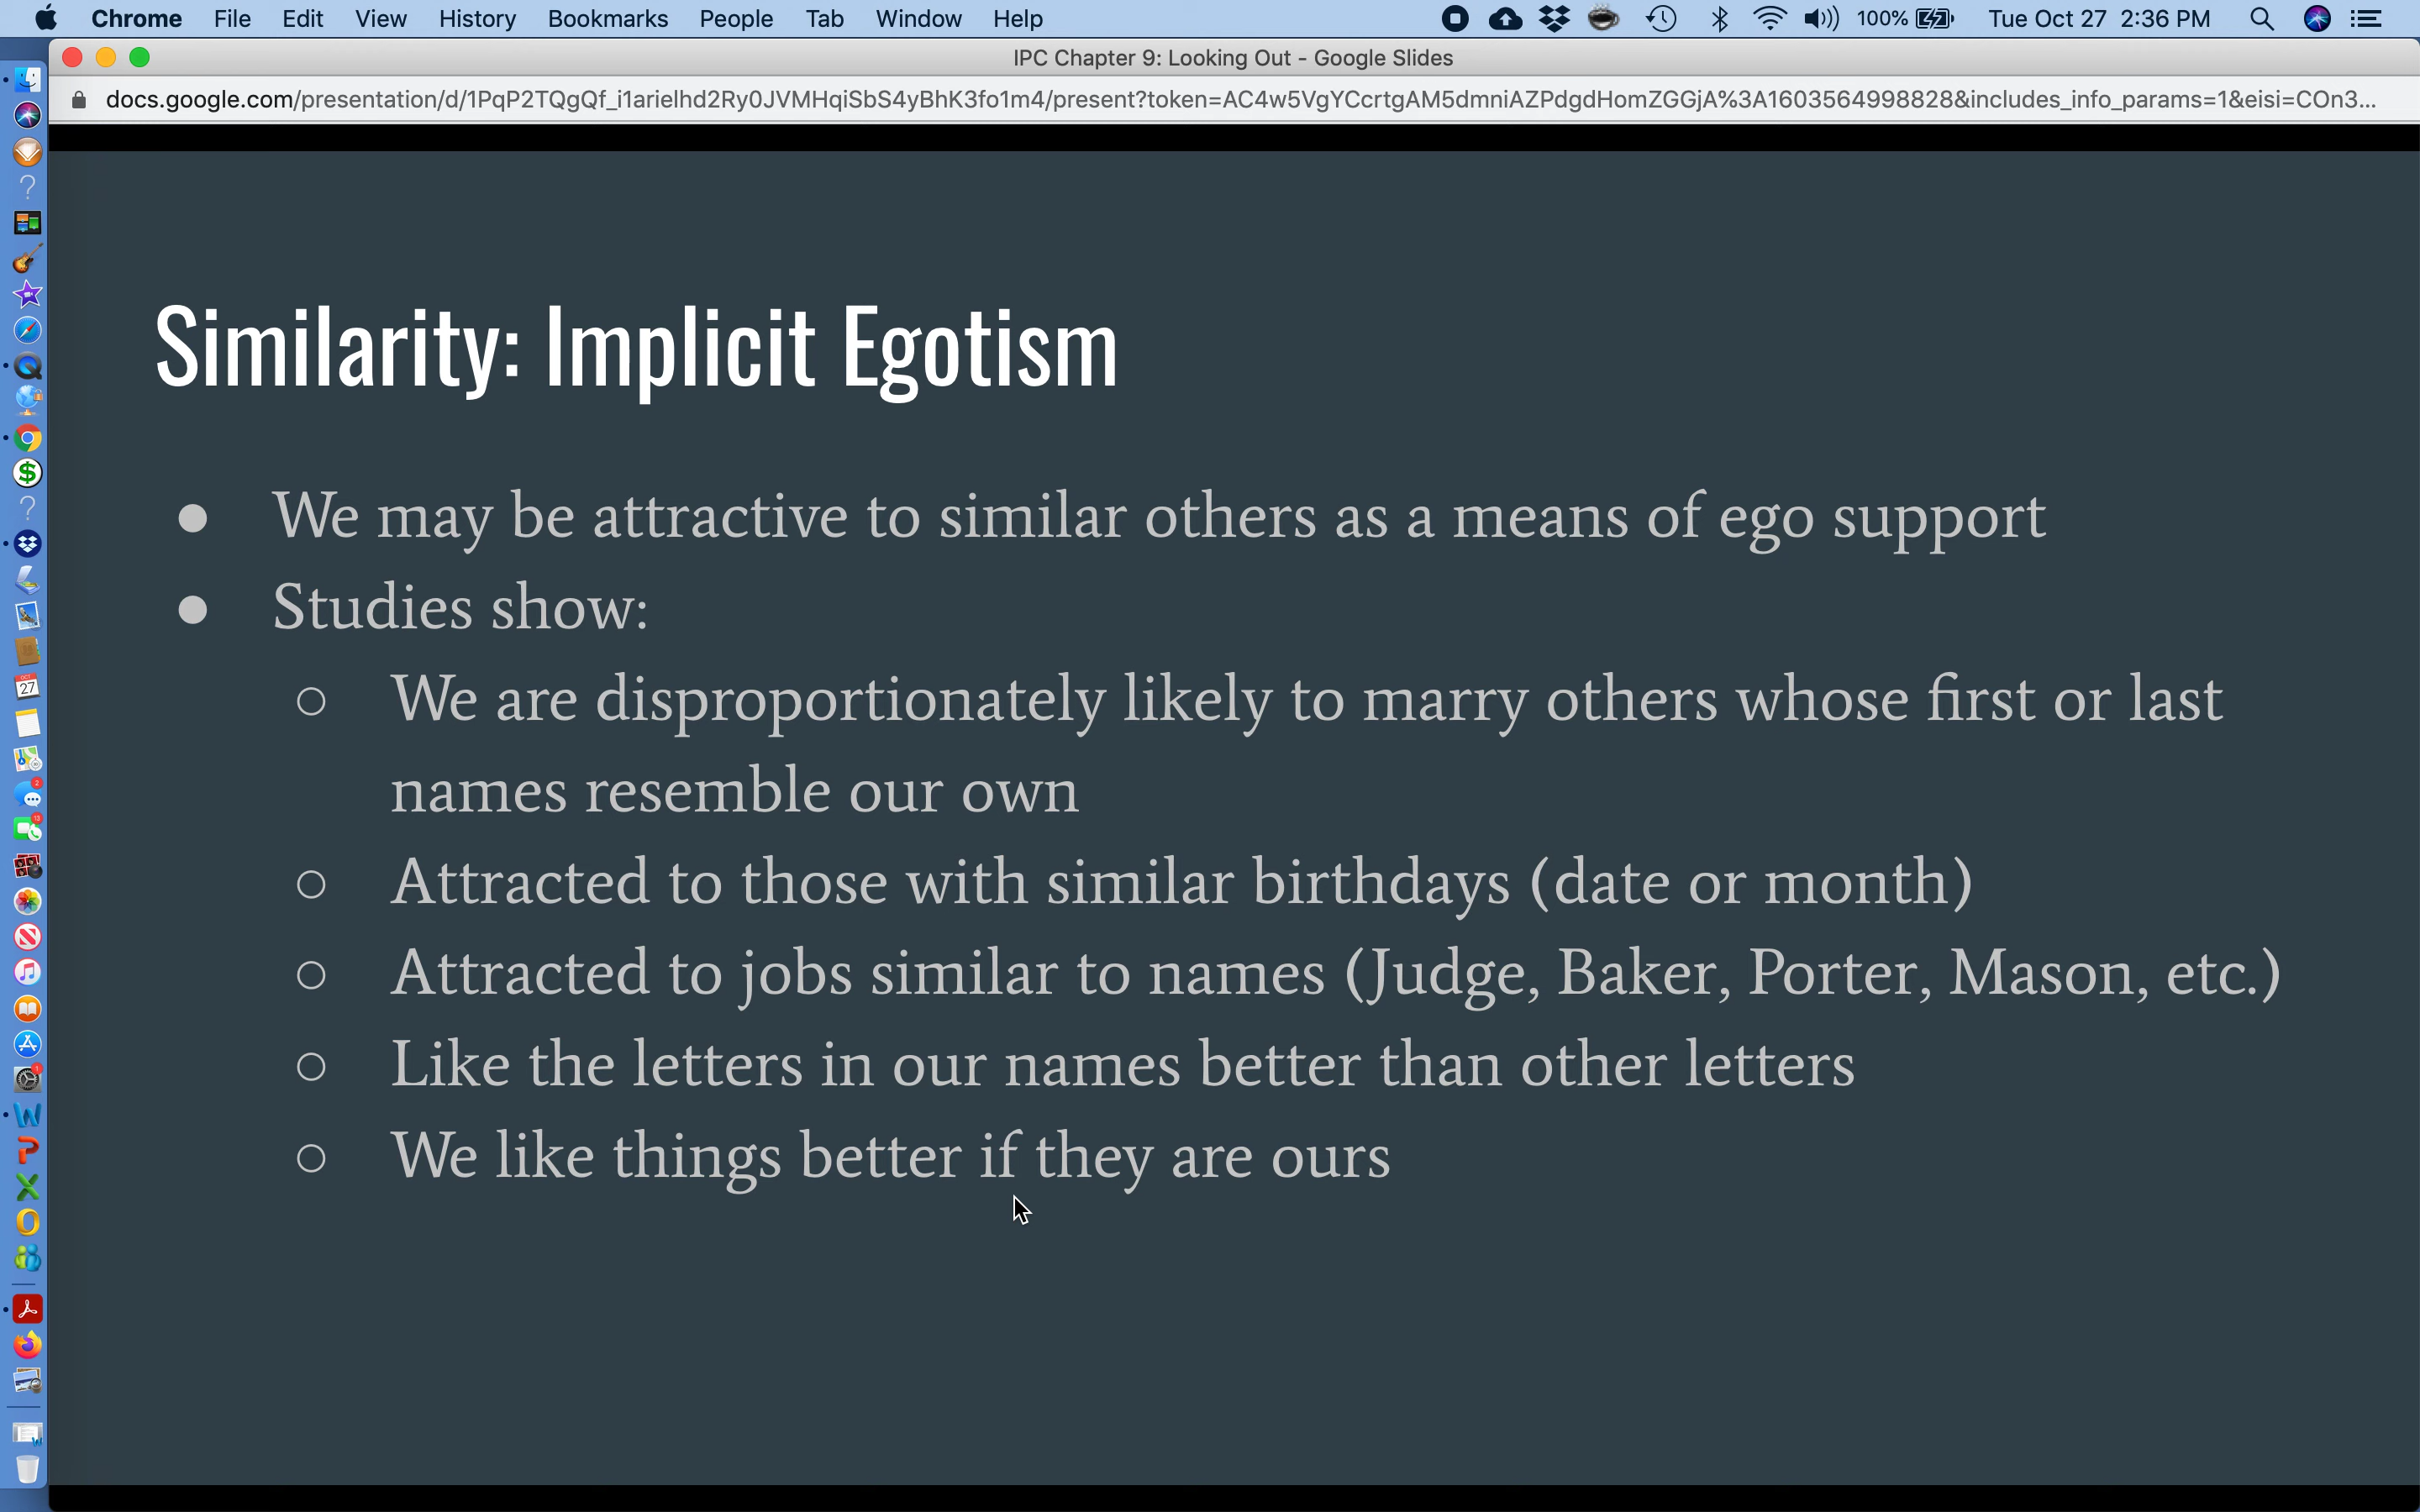 Chrome File Edit View History Bookmarks People Tab Window Help 100% Tue Oct 27 2:36 PM
IPC Chapter 9: Looking Out - Google Slides
docs.google.com/presentation/d/1PqP2TQgQf_i1arielhd2Ry0JVMHqiSbS4yBhK3fo1m4/present?token=AC4w5VgYCcrtgAM5dmniAZPdgdHomZGGjA%3A1603564998828&includes_info_params=1&eisi=COn3...
Similarity: Implicit Egotism
● We may be attractive to similar others as a means of ego support
● Studies show:
○ We are disproportionately likely to marry others whose first or last
names resemble our own
○ Attracted to those with similar birthdays (date or month)
○ Attracted to jobs similar to names (Judge, Baker, Porter, Mason, etc.)
○ Like the letters in our names better than other letters
○ We like things better if they are ours